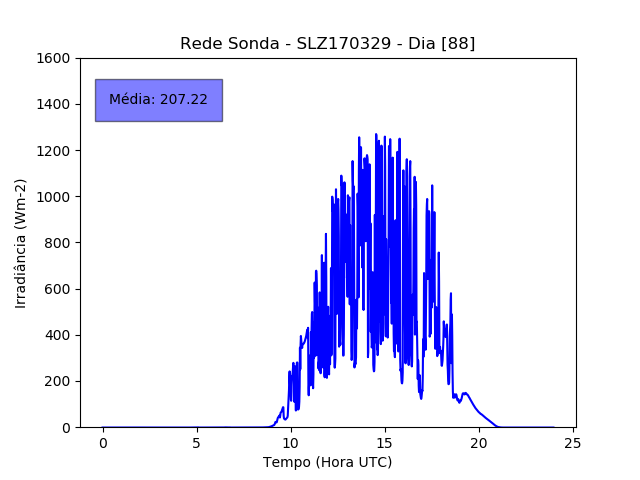 Rede Sonda - SLZ170329 - Dia [88]
Média: 207.22
Irradiância (Wm-2)
1600
1400
1200
1000
800
600
400
200
0
0 5 10 15 20 25
Tempo (Hora UTC)